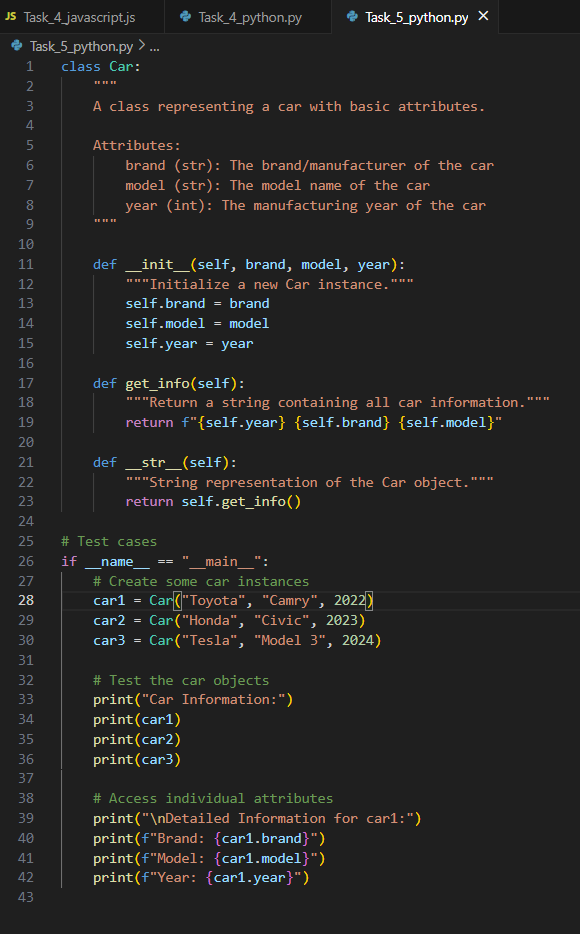 JS Task_4_javascript.js Task_4_python.py Task_5_python.py ✕
Task_5_python.py > ...
1 class Car:
2     """
3     A class representing a car with basic attributes.
4
5     Attributes:
6         brand (str): The brand/manufacturer of the car
7         model (str): The model name of the car
8         year (int): The manufacturing year of the car
9     """
10
11     def __init__(self, brand, model, year):
12         """Initialize a new Car instance."""
13         self.brand = brand
14         self.model = model
15         self.year = year
16
17     def get_info(self):
18         """Return a string containing all car information."""
19         return f"{self.year} {self.brand} {self.model}"
20
21     def __str__(self):
22         """String representation of the Car object."""
23         return self.get_info()
24
25 # Test cases
26 if __name__ == "__main__":
27     # Create some car instances
28     car1 = Car("Toyota", "Camry", 2022)
29     car2 = Car("Honda", "Civic", 2023)
30     car3 = Car("Tesla", "Model 3", 2024)
31
32     # Test the car objects
33     print("Car Information:")
34     print(car1)
35     print(car2)
36     print(car3)
37
38     # Access individual attributes
39     print("\nDetailed Information for car1:")
40     print(f"Brand: {car1.brand}")
41     print(f"Model: {car1.model}")
42     print(f"Year: {car1.year}")
43